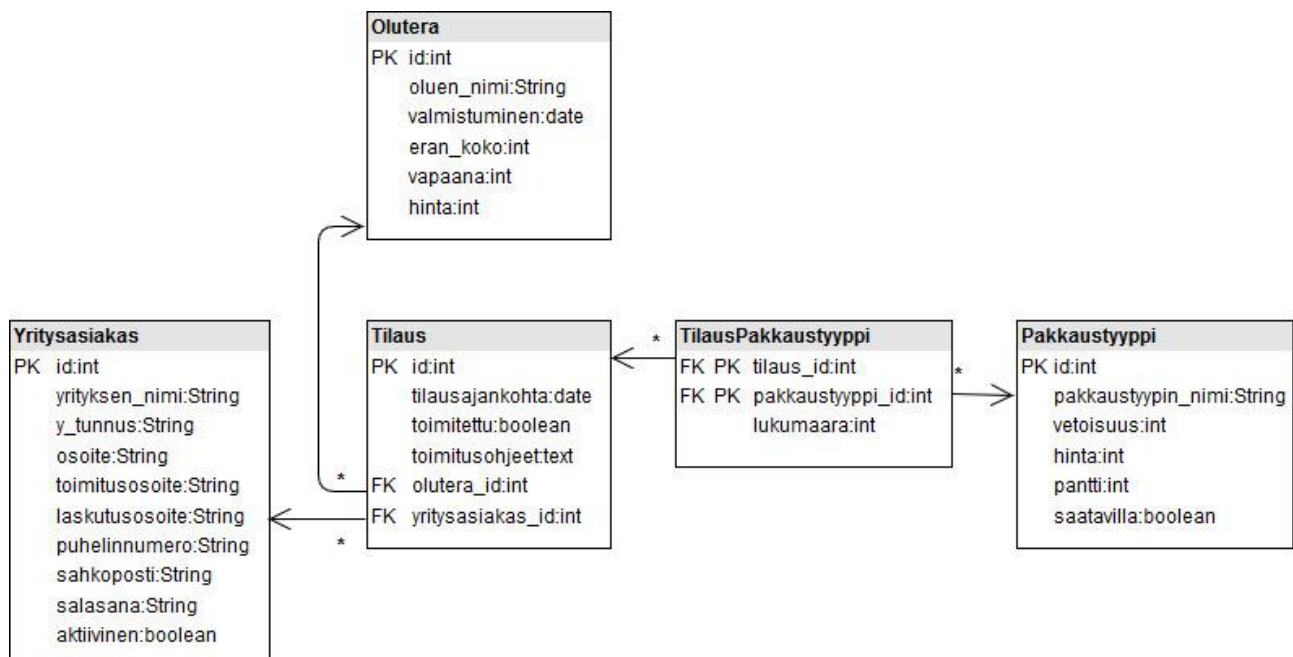 Olutera
PK id:int
oluen_nimi:String
valmistuminen:date
eran_koko:int
vapaana:int
hinta:int
Yritysasiakas
PK id:int
yrityksen_nimi:String
y_tunnus:String
osoite:String
toimitusosoite:String
laskutusosoite:String
puhelinnumero:String
sahkoposti:String
salasana:String
aktiivinen:boolean
Tilaus
PK id:int
tilausajankohta:date
toimitettu:boolean
toimitusohjeet:text
* FK olutera_id:int
FK yritysasiakas_id:int
*
*
TilausPakkaustyyppi
FK PK tilaus_id:int
FK PK pakkaustyyppi_id:int
lukumaara:int
*
Pakkaustyyppi
PK id:int
pakkaustyypin_nimi:String
vetoisuus:int
hinta:int
pantti:int
saatavilla:boolean